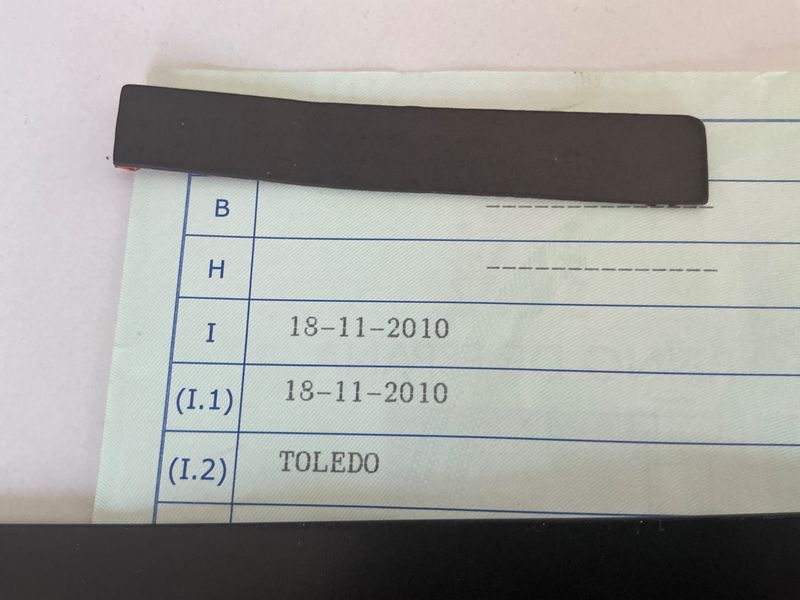 B --------------
H --------------
I 18-11-2010
(I.1) 18-11-2010
(I.2) TOLEDO